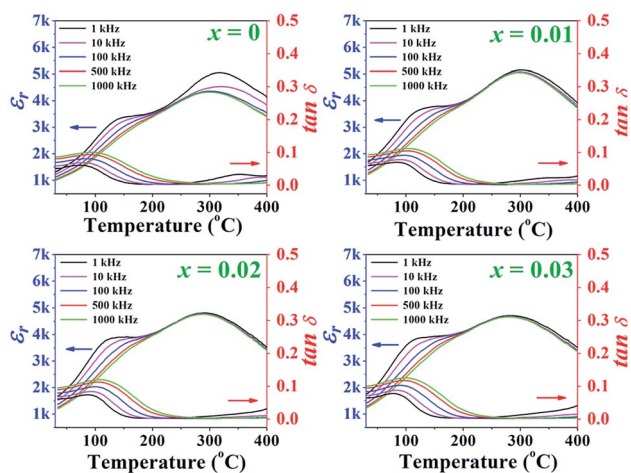 7k
6k
5k
4k
3k
2k
1k
εr
1 kHz
10 kHz
100 kHz
500 kHz
1000 kHz
x = 0
0.5
0.4
0.3
0.2
0.1
0.0
tan δ
100 200 300 400
Temperature (°C)
7k
6k
5k
4k
3k
2k
1k
εr
1 kHz
10 kHz
100 kHz
500 kHz
1000 kHz
x = 0.01
0.5
0.4
0.3
0.2
0.1
0.0
tan δ
100 200 300 400
Temperature (°C)
7k
6k
5k
4k
3k
2k
1k
εr
1 kHz
10 kHz
100 kHz
500 kHz
1000 kHz
x = 0.02
0.5
0.4
0.3
0.2
0.1
0.0
tan δ
100 200 300 400
Temperature (°C)
7k
6k
5k
4k
3k
2k
1k
εr
1 kHz
10 kHz
100 kHz
500 kHz
1000 kHz
x = 0.03
0.5
0.4
0.3
0.2
0.1
0.0
tan δ
100 200 300 400
Temperature (°C)